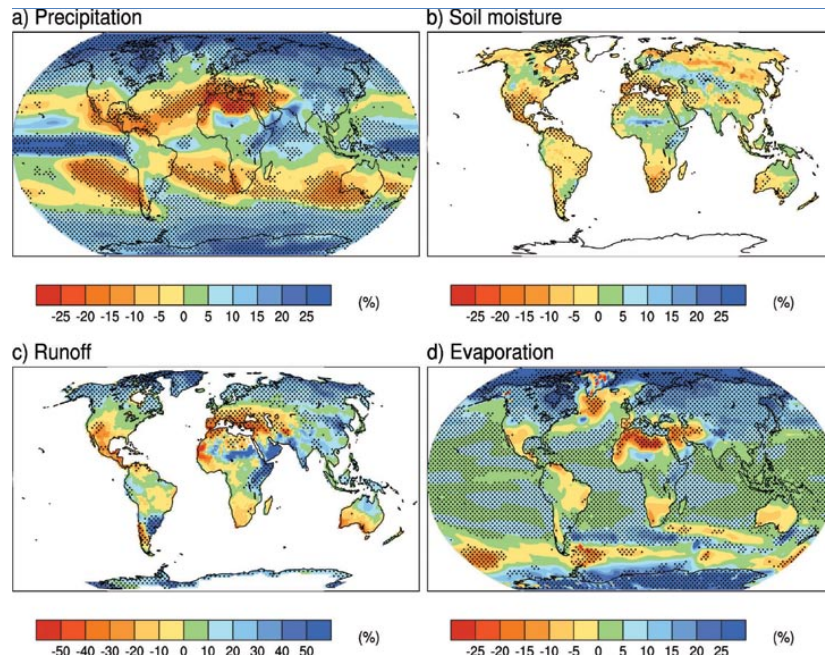 a) Precipitation
b) Soil moisture
-25 -20 -15 -10 -5 0 5 10 15 20 25 (%)
-25 -20 -15 -10 -5 0 5 10 15 20 25 (%)
c) Runoff
d) Evaporation
-50 -40 -30 -20 -10 0 10 20 30 40 50 (%)
-25 -20 -15 -10 -5 0 5 10 15 20 25 (%)